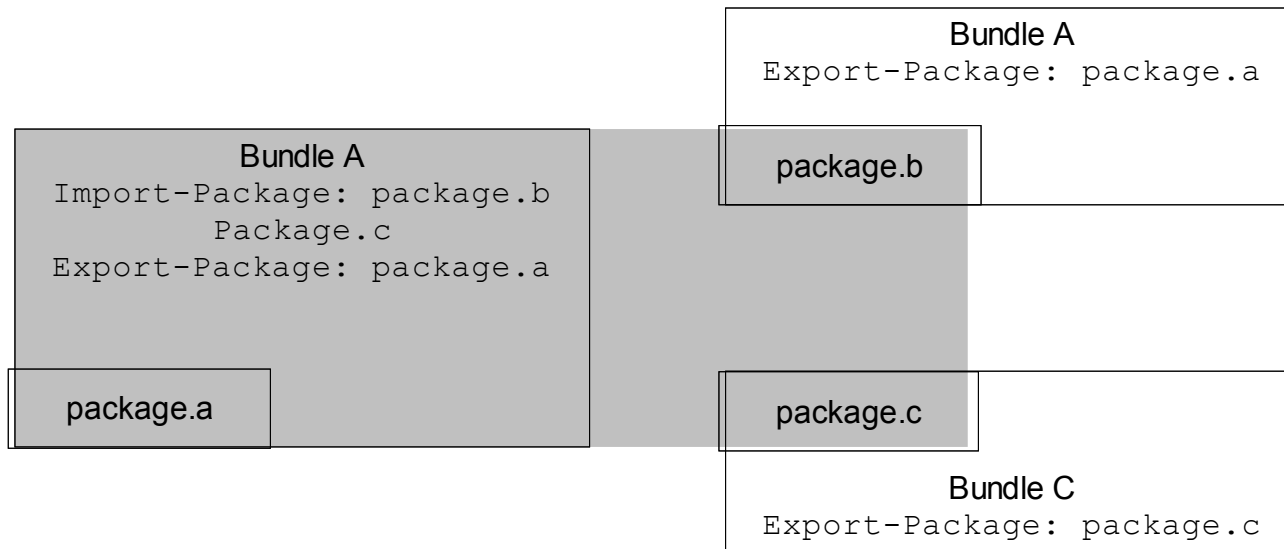 Bundle A
Export-Package: package.a
package.b
Bundle A
Import-Package: package.b
Package.c
Export-Package: package.a
package.a
package.c
Bundle C
Export-Package: package.c